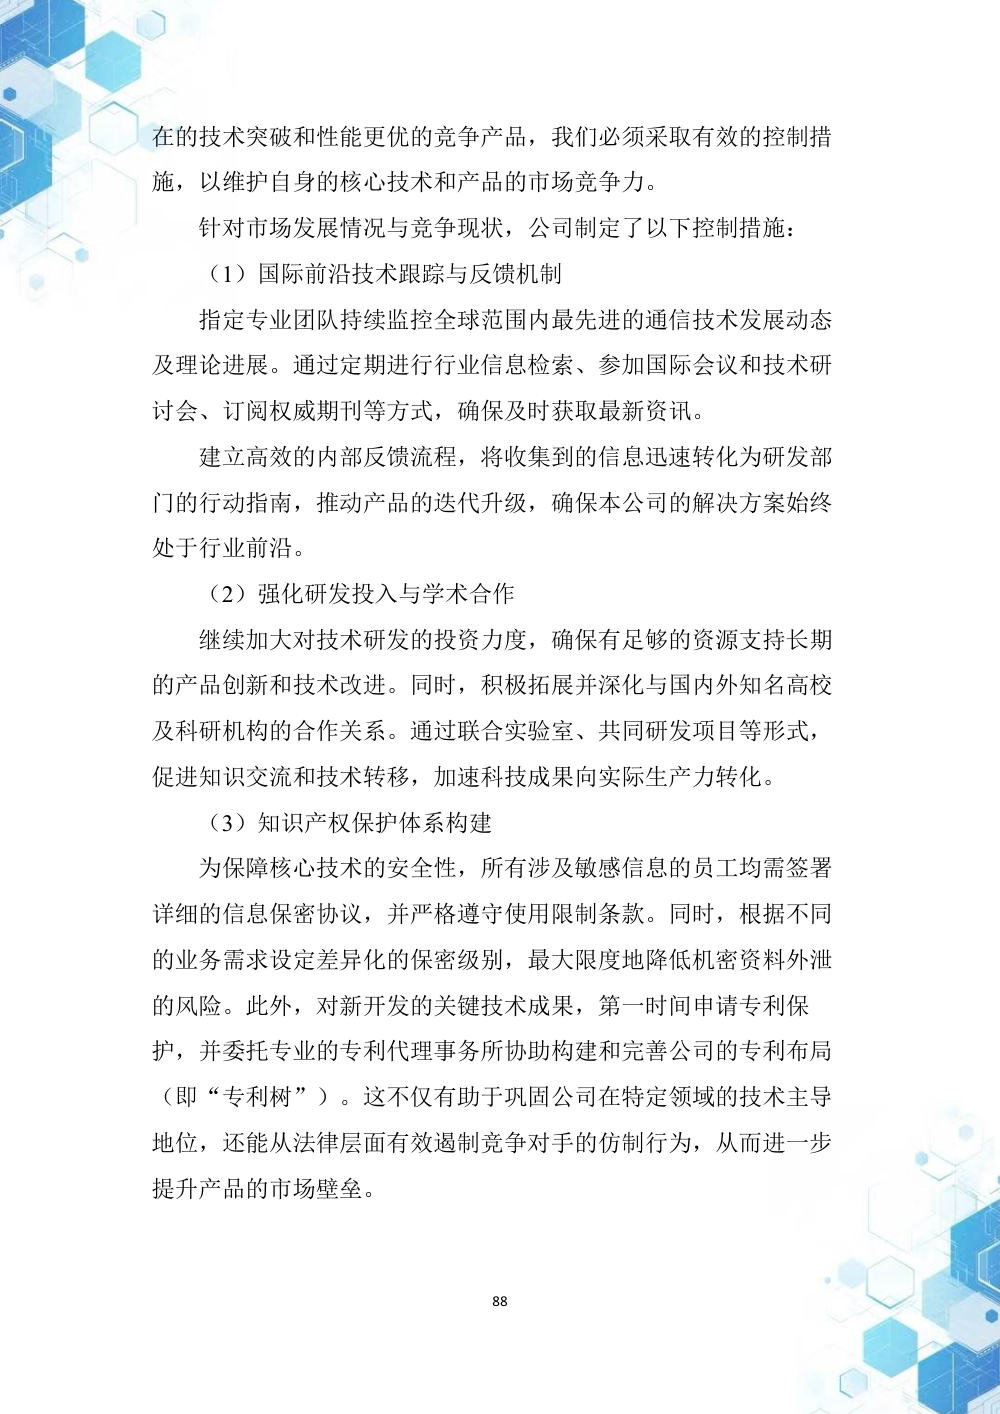 在的技术突破和性能更优的竞争产品，我们必须采取有效的控制措
施，以维护自身的核心技术和产品的市场竞争力。
针对市场发展情况与竞争现状，公司制定了以下控制措施：
（1）国际前沿技术跟踪与反馈机制
指定专业团队持续监控全球范围内最先进的通信技术发展动态
及理论进展。通过定期进行行业信息检索、参加国际会议和技术研
讨会、订阅权威期刊等方式，确保及时获取最新资讯。
建立高效的内部反馈流程，将收集到的信息迅速转化为研发部
门的行动指南，推动产品的迭代升级，确保本公司的解决方案始终
处于行业前沿。
（2）强化研发投入与学术合作
继续加大对技术研发的投资力度，确保有足够的资源支持长期
的产品创新和技术改进。同时，积极拓展并深化与国内外知名高校
及科研机构的合作关系。通过联合实验室、共同研发项目等形式，
促进知识交流和技术转移，加速科技成果向实际生产力转化。
（3）知识产权保护体系构建
为保障核心技术的安全性，所有涉及敏感信息的员工均需签署
详细的信息保密协议，并严格遵守使用限制条款。同时，根据不同
的业务需求设定差异化的保密级别，最大限度地降低机密资料外泄
的风险。此外，对新开发的关键技术成果，第一时间申请专利保
护，并委托专业的专利代理事务所协助构建和完善公司的专利布局
（即“专利树”）。这不仅有助于巩固公司在特定领域的技术主导
地位，还能从法律层面有效遏制竞争对手的仿制行为，从而进一步
提升产品的市场壁垒。
88